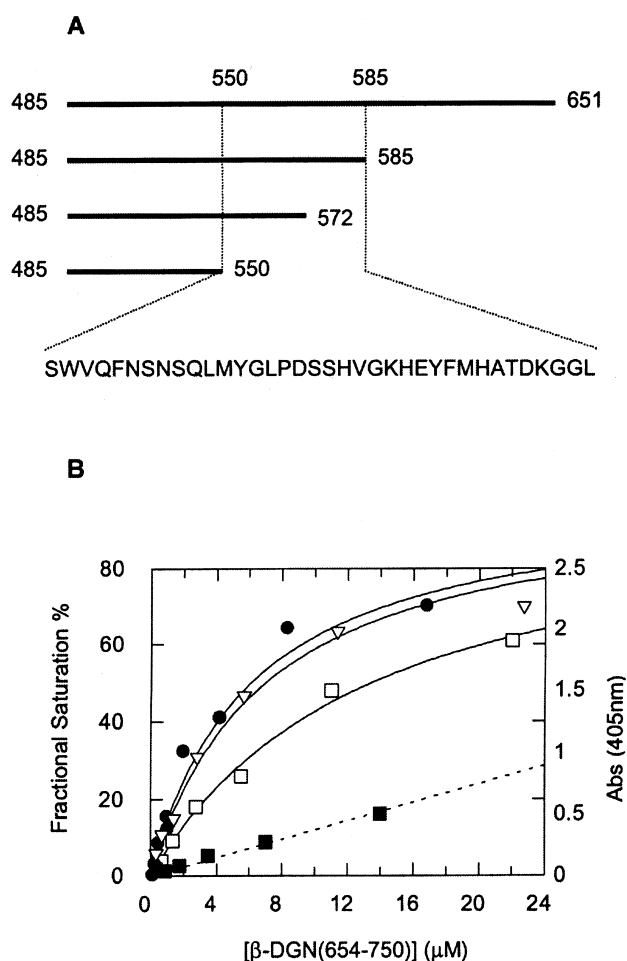 A
550 585
485 651
485 585
485 572
485 550
SWVQFNSNSQLMYGLPDSSHVGKHEYFMHATDKGGL
B
Fractional Saturation %
80
60
40
20
0
2.5
2
1.5
1
0.5
0
Abs (405nm)
0 4 8 12 16 20 24
[β-DGN(654-750)] (μM)